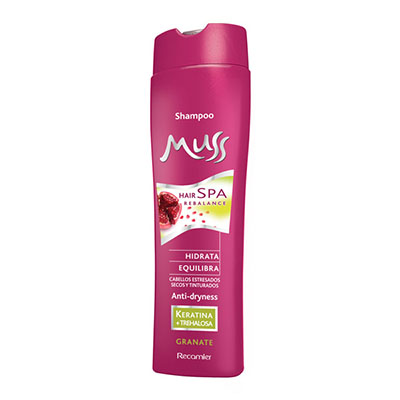 Shampoo
Muss
HAIR SPA
REBALANCE
HIDRATA
EQUILIBRA
CABELLOS ESTRESADOS
SECOS Y TINTURADOS
Anti-dryness
KERATINA
+ TREHALOSA
GRANATE
Recamier